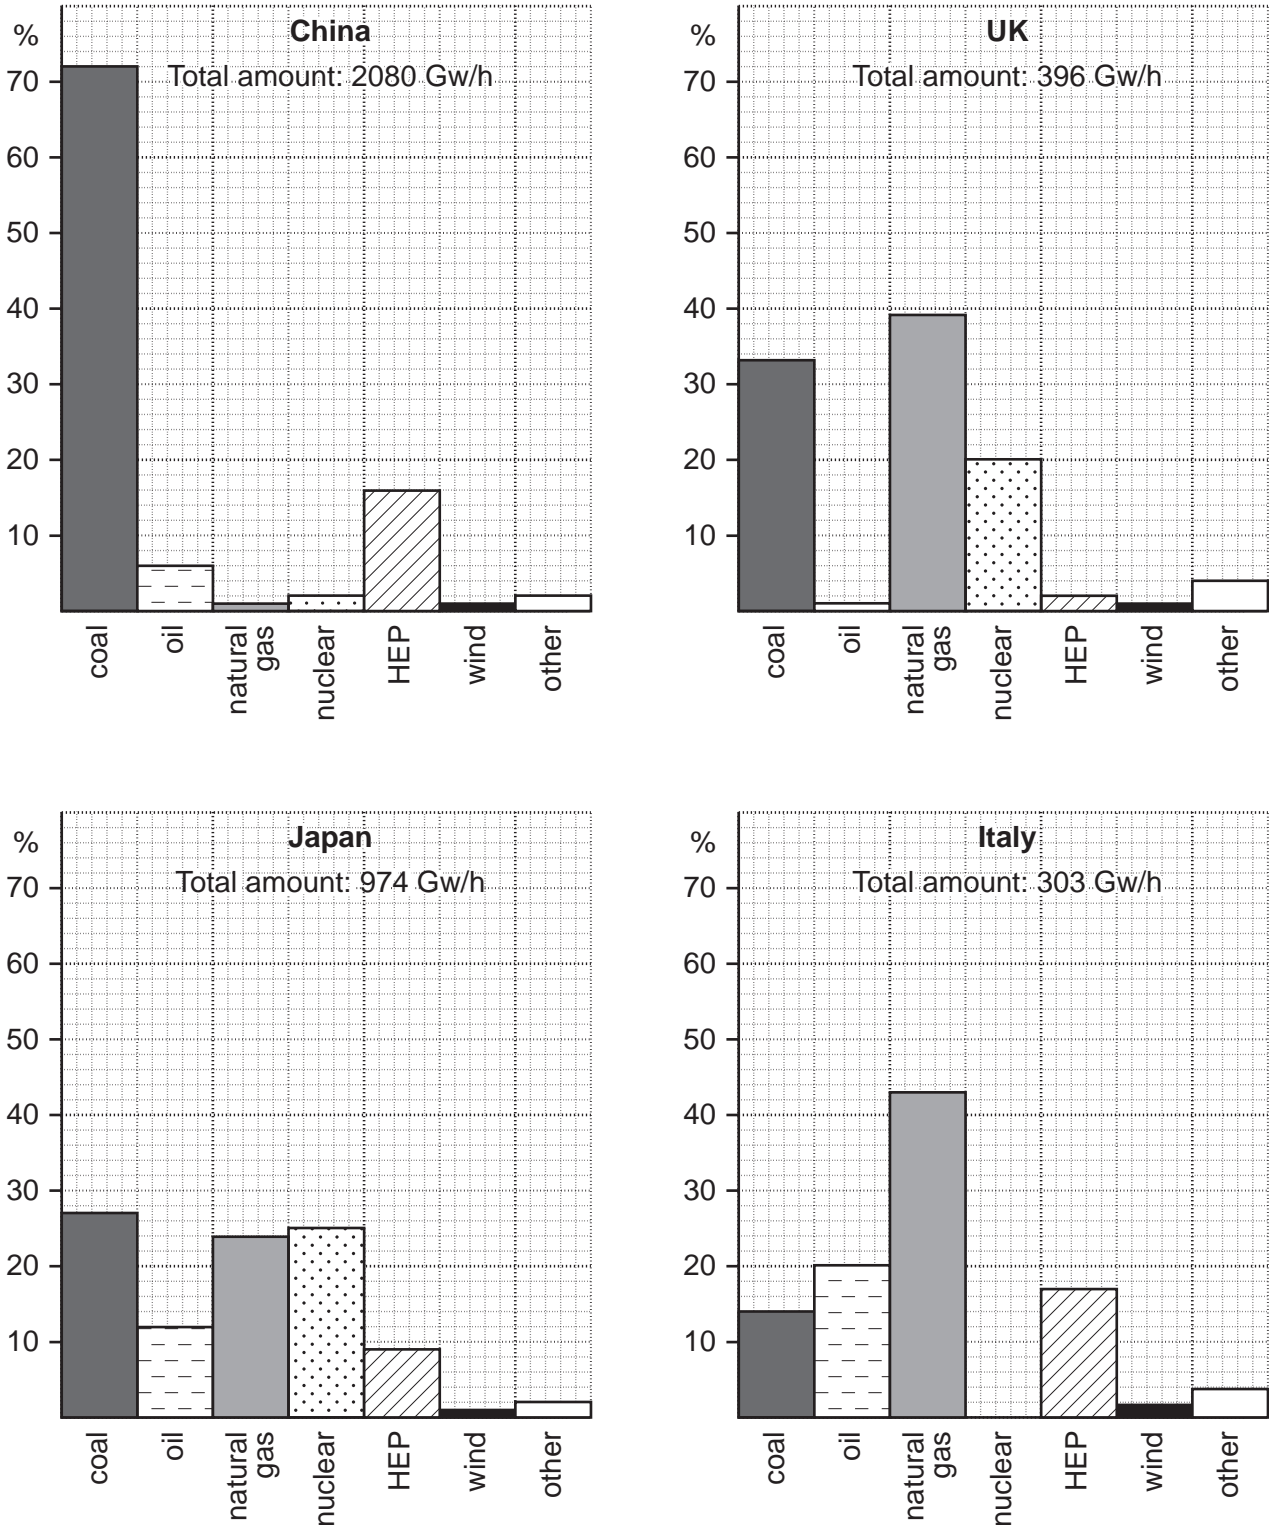 China
%
Total amount: 2080 Gw/h
70
60
50
40
30
20
10
coal
oil
natural
gas
nuclear
HEP
wind
other
UK
%
Total amount: 396 Gw/h
70
60
50
40
30
20
10
coal
oil
natural
gas
nuclear
HEP
wind
other
Japan
%
Total amount: 974 Gw/h
70
60
50
40
30
20
10
coal
oil
natural
gas
nuclear
HEP
wind
other
Italy
%
Total amount: 303 Gw/h
70
60
50
40
30
20
10
coal
oil
natural
gas
nuclear
HEP
wind
other